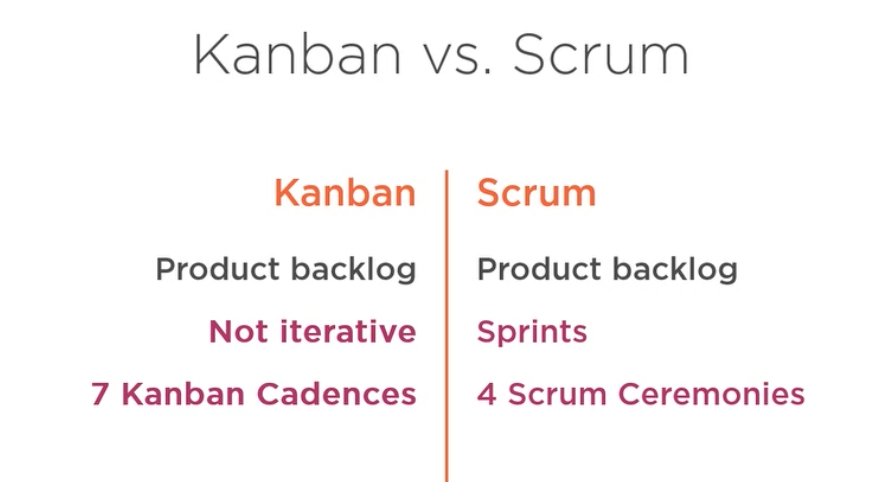 Kanban vs. Scrum
Kanban
Product backlog
Not iterative
7 Kanban Cadences
Scrum
Product backlog
Sprints
4 Scrum Ceremonies